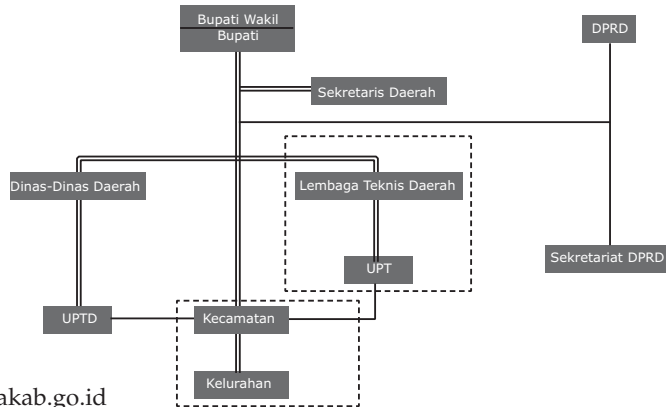 Bupati Wakil
Bupati
DPRD
Sekretaris Daerah
Dinas-Dinas Daerah
Lembaga Teknis Daerah
Sekretariat DPRD
UPT
UPTD
Kecamatan
Kelurahan
akab.go.id